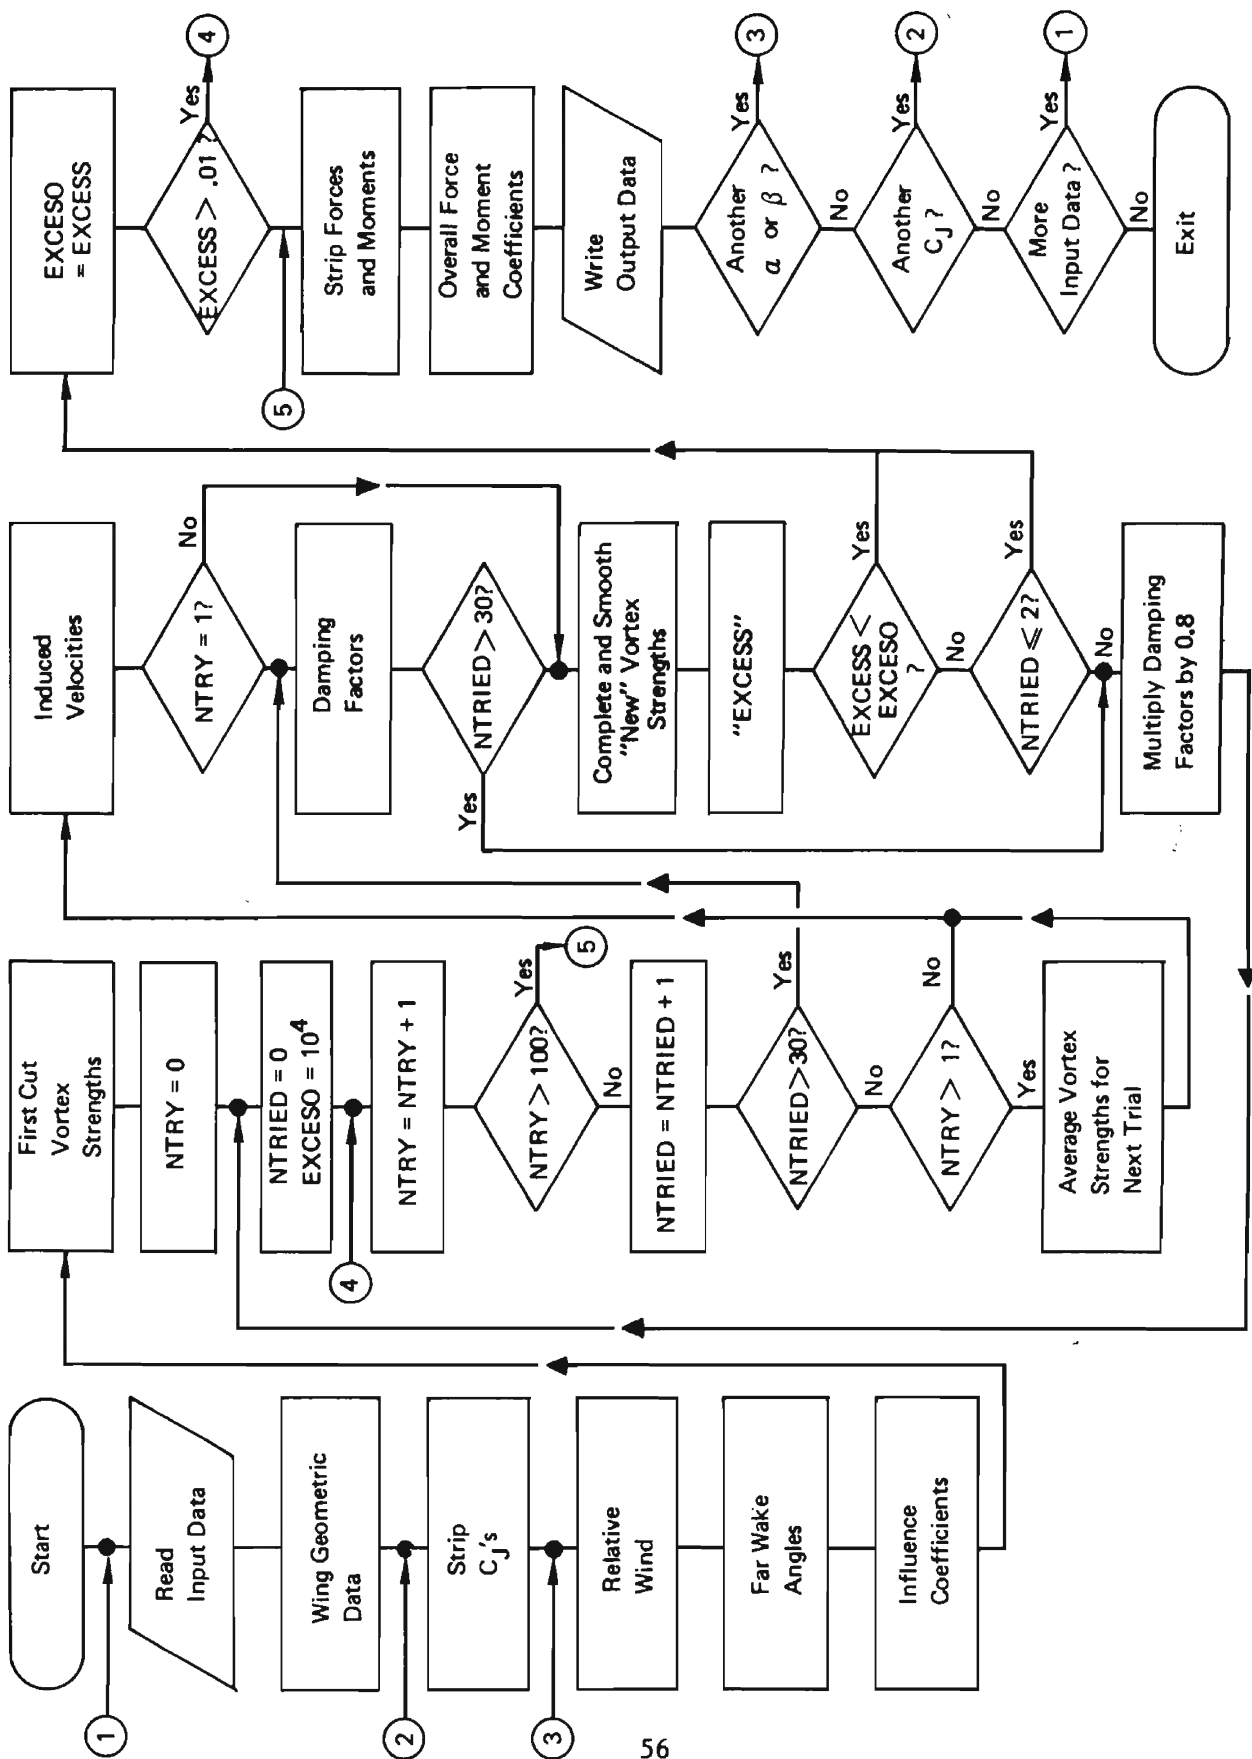 Start
1
Read
Input Data
Wing Geometric
Data
2
Strip
CJ's
3
Relative
Wind
Far Wake
Angles
Influence
Coefficients
First Cut
Vortex
Strengths
NTRY = 0
NTRIED = 0
EXCESO = 10⁴
4
NTRY = NTRY + 1
NTRY > 100?
Yes
5
No
NTRIED = NTRIED + 1
NTRIED > 30?
Yes
No
NTRY > 1?
No
Yes
Average Vortex
Strengths for
Next Trial
Induced
Velocities
NTRY = 1?
No
Damping
Factors
NTRIED > 30?
Yes
Complete and Smooth
"New" Vortex
Strengths
"EXCESS"
EXCESS <
EXCESO
?
Yes
No
NTRIED ⩽ 2?
Yes
No
Multiply Damping
Factors by 0.8
EXCESO
= EXCESS
EXCESS > .01?
Yes
4
5
Strip Forces
and Moments
Overall Force
and Moment
Coefficients
Write
Output Data
Another
α or β ?
Yes
3
No
Another
CJ?
Yes
2
No
More
Input Data?
Yes
1
No
Exit
56